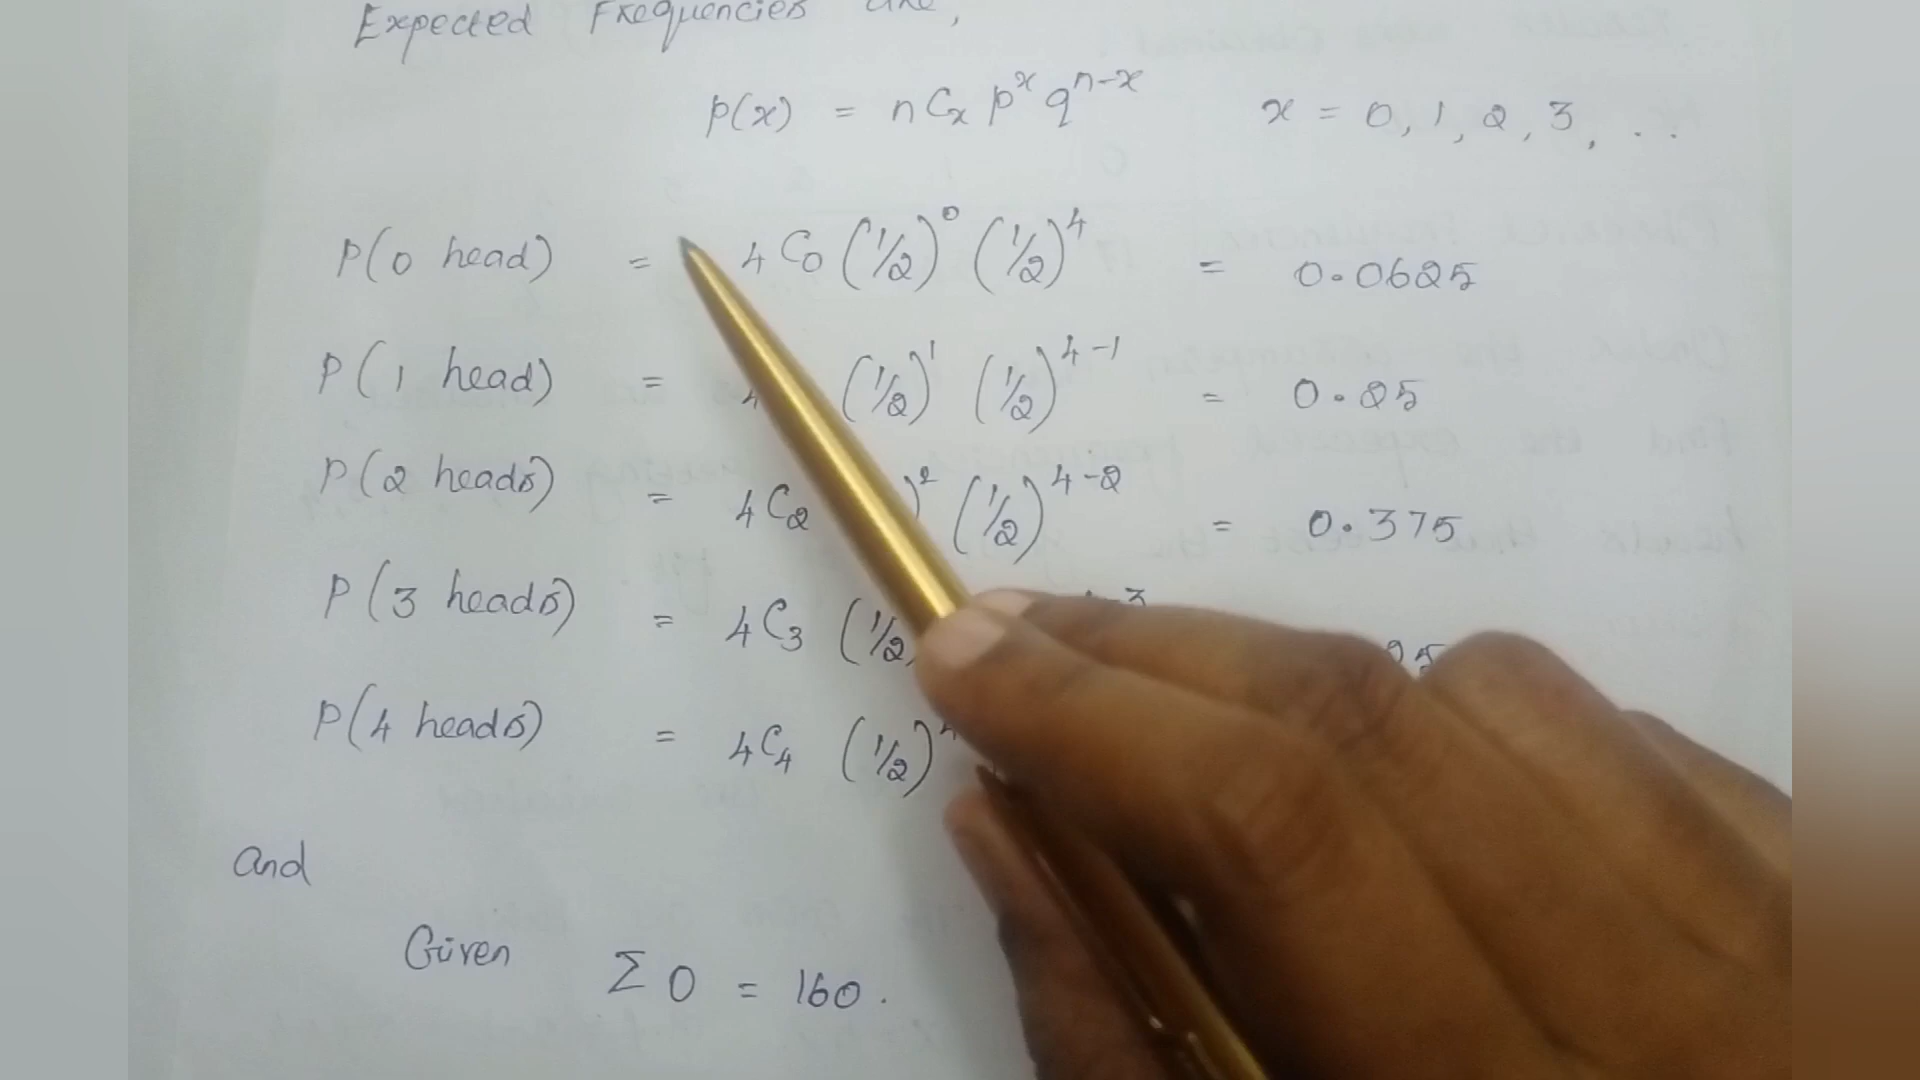 Expected Frequencies are,
p(x) = nCx p^x q^n-x x = 0, 1, 2, 3, ..
P(0 head) = 4C0 (1/2)^0 (1/2)^4 = 0.0625
P(1 head) = (1/2)^1 (1/2)^4-1 = 0.25
P(2 heads) = 4C2 )^2 (1/2)^4-2 = 0.375
P(3 heads) = 4C3 (1/2
P(4 heads) = 4C4 (1/2)^4
and
Given Σ O = 160.